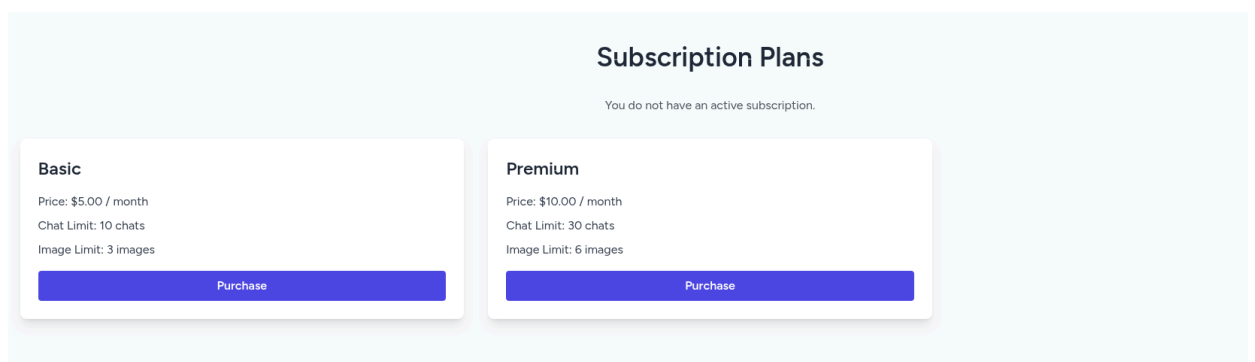 Subscription Plans
You do not have an active subscription.
Basic
Price: $5.00 / month
Chat Limit: 10 chats
Image Limit: 3 images
Purchase
Premium
Price: $10.00 / month
Chat Limit: 30 chats
Image Limit: 6 images
Purchase